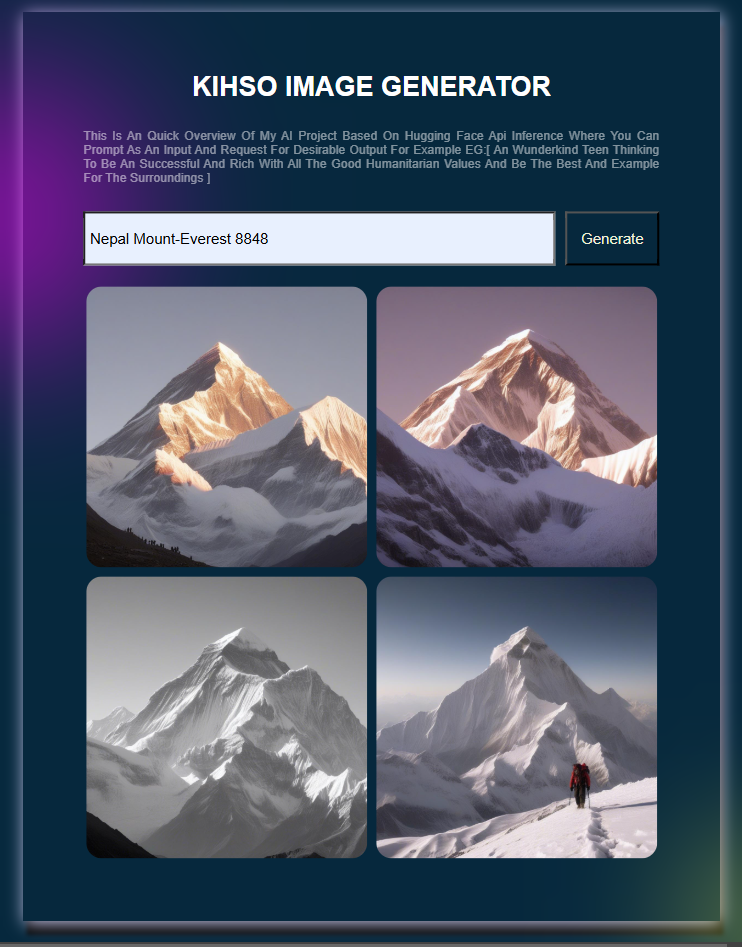 KIHSO IMAGE GENERATOR
This Is An Quick Overview Of My AI Project Based On Hugging Face Api Inference Where You Can
Prompt As An Input And Request For Desirable Output For Example EG:[ An Wunderkind Teen Thinking
To Be An Successful And Rich With All The Good Humanitarian Values And Be The Best And Example
For The Surroundings ]
Nepal Mount-Everest 8848
Generate